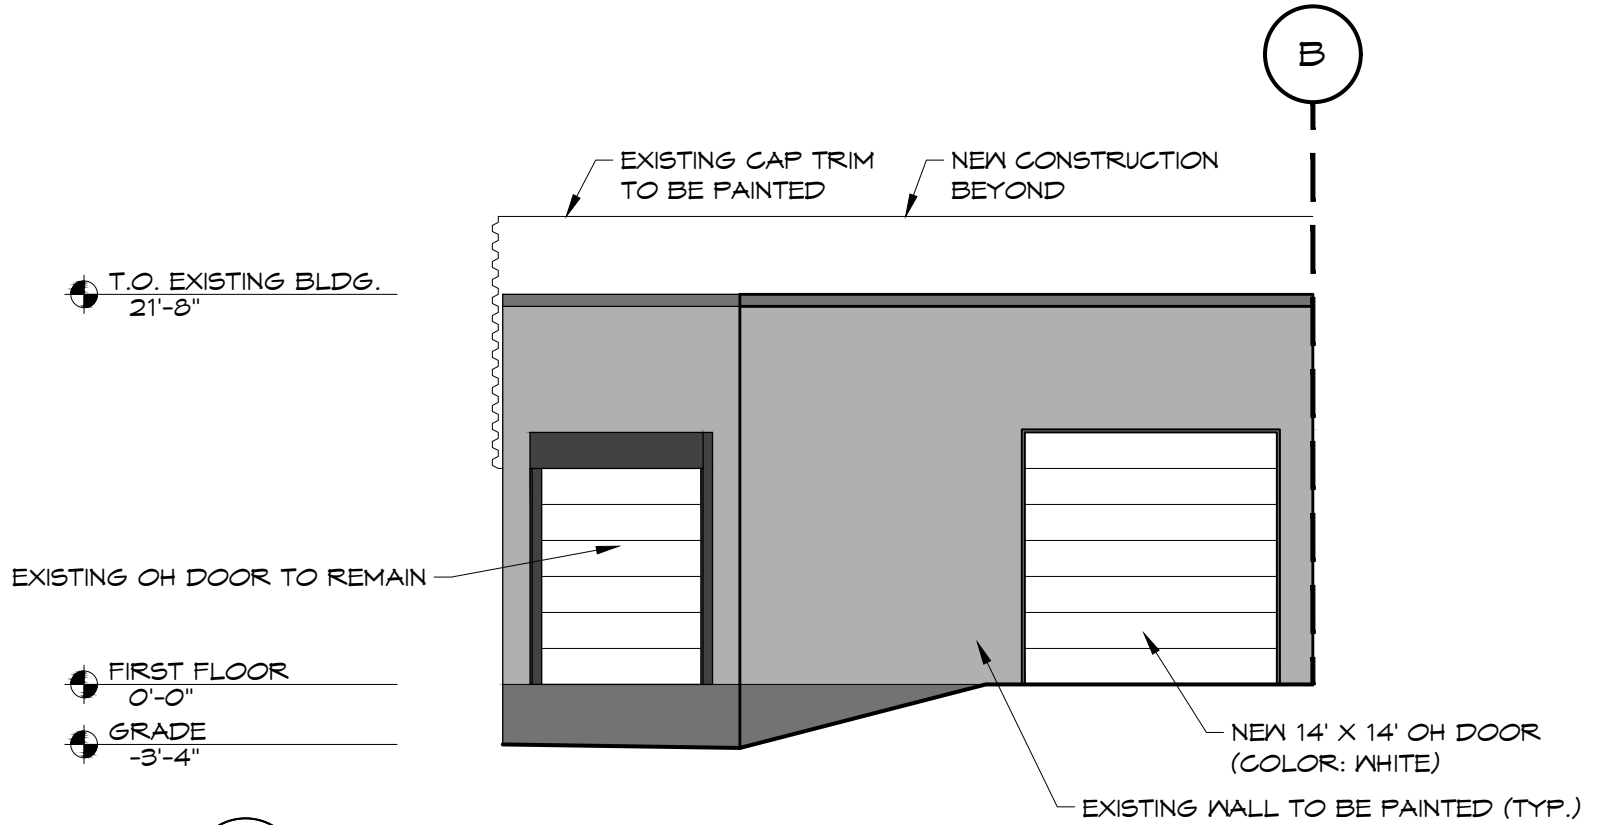 B
EXISTING CAP TRIM
TO BE PAINTED
NEW CONSTRUCTION
BEYOND
T.O. EXISTING BLDG.
21'-8"
EXISTING OH DOOR TO REMAIN
FIRST FLOOR
0'-0"
GRADE
-3'-4"
NEW 14' X 14' OH DOOR
(COLOR: WHITE)
EXISTING WALL TO BE PAINTED (TYP.)